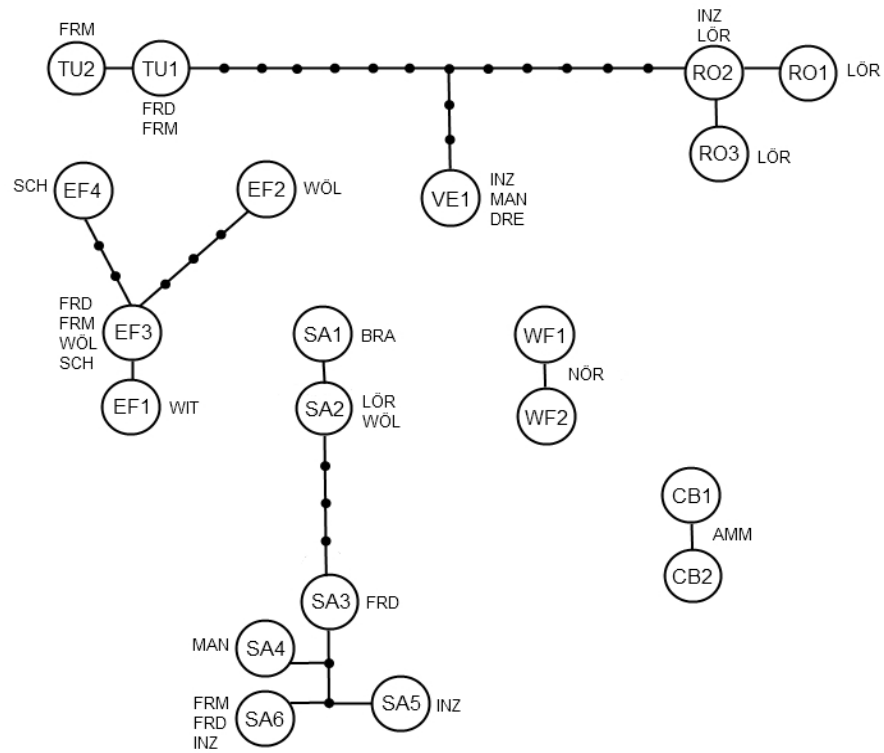 FRM
TU2
TU1
FRD
FRM
INZ
LÖR
RO2
RO1
LÖR
RO3
LÖR
VE1
INZ
MAN
DRE
SCH
EF4
EF2
WÖL
FRD
FRM
WÖL
SCH
EF3
EF1
WIT
SA1
BRA
SA2
LÖR
WÖL
WF1
NÖR
WF2
CB1
AMM
CB2
SA3
FRD
MAN
SA4
FRM
FRD
INZ
SA6
SA5
INZ